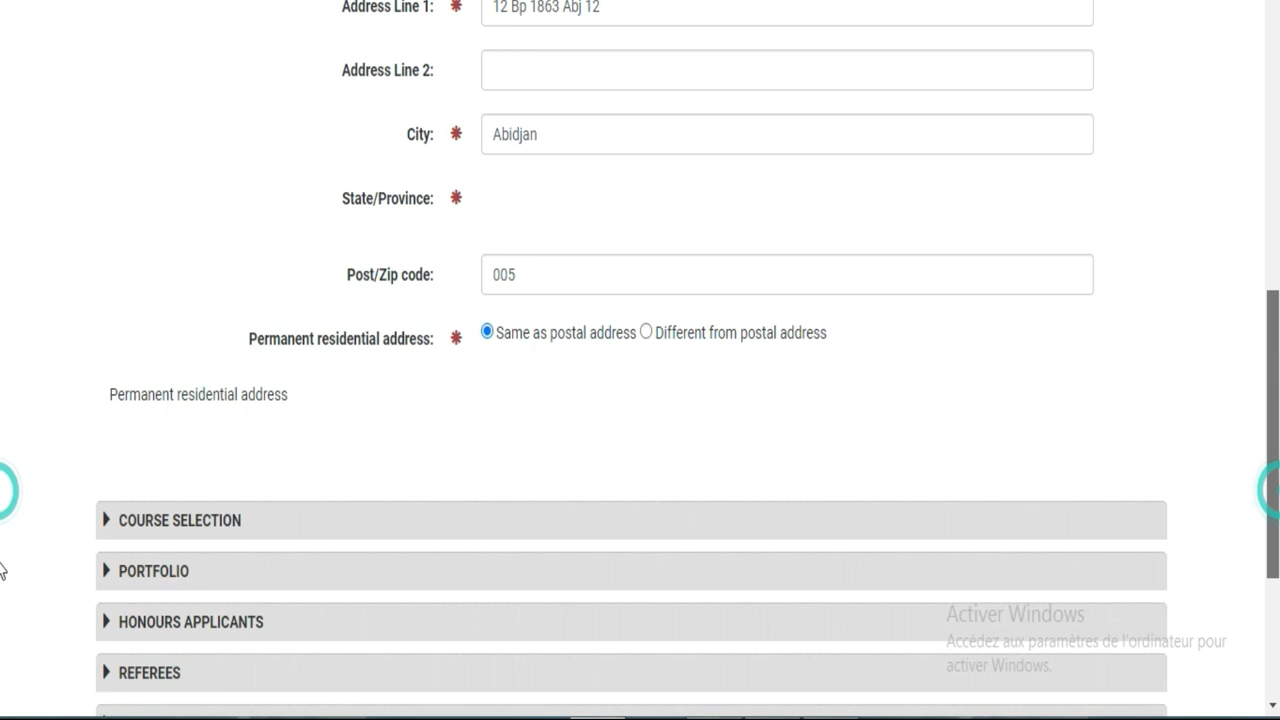 Address Line 1: * 12 Bp 1863 Abj 12
Address Line 2:
City: * Abidjan
State/Province: *
Post/Zip code: 005
Permanent residential address: * Same as postal address Different from postal address
Permanent residential address
COURSE SELECTION
PORTFOLIO
HONOURS APPLICANTS
Activer Windows
Accédez aux paramètres de l'ordinateur pour
activer Windows.
REFEREES